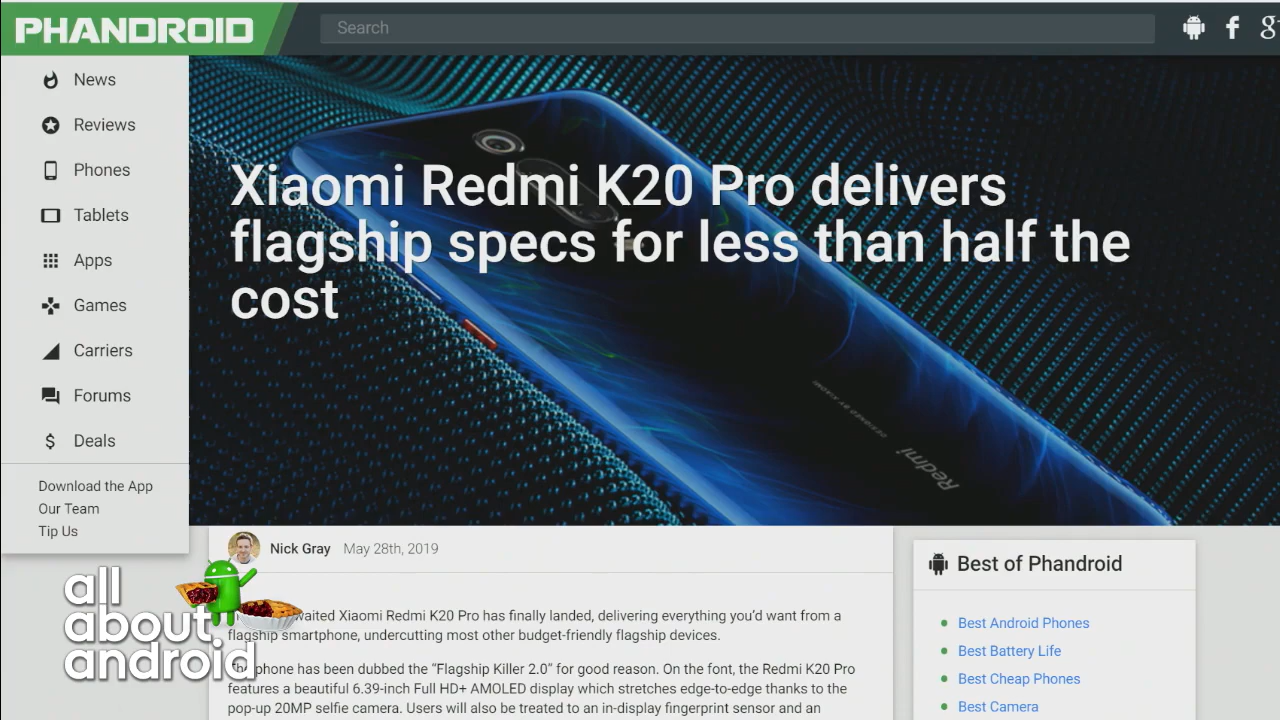 PHANDROID
Search
News
Reviews
Phones
Tablets
Apps
Games
Carriers
Forums
Deals
Download the App
Our Team
Tip Us
Xiaomi Redmi K20 Pro delivers
flagship specs for less than half the
cost
DESIGNED BY XIAOMI
Redmi
Nick Gray May 28th, 2019
waited Xiaomi Redmi K20 Pro has finally landed, delivering everything you'd want from a
flagship smartphone, undercutting most other budget-friendly flagship devices.
The phone has been dubbed the “Flagship Killer 2.0” for good reason. On the font, the Redmi K20 Pro
features a beautiful 6.39-inch Full HD+ AMOLED display which stretches edge-to-edge thanks to the
pop-up 20MP selfie camera. Users will also be treated to an in-display fingerprint sensor and an
Best of Phandroid
Best Android Phones
Best Battery Life
Best Cheap Phones
Best Camera
all
about
android